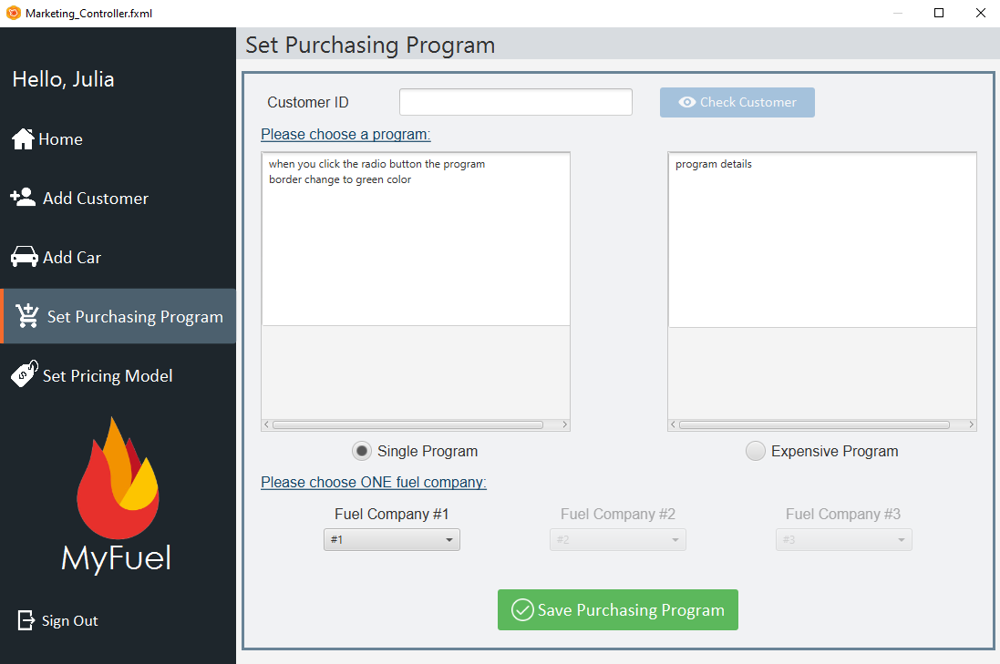 Marketing_Controller.fxml
Hello, Julia
Home
Add Customer
Add Car
Set Purchasing Program
Set Pricing Model
MyFuel
Sign Out
Set Purchasing Program
Customer ID
Check Customer
Please choose a program:
when you click the radio button the program
border change to green color
program details
Single Program
Expensive Program
Please choose ONE fuel company:
Fuel Company #1
Fuel Company #2
Fuel Company #3
#1
#2
#3
Save Purchasing Program